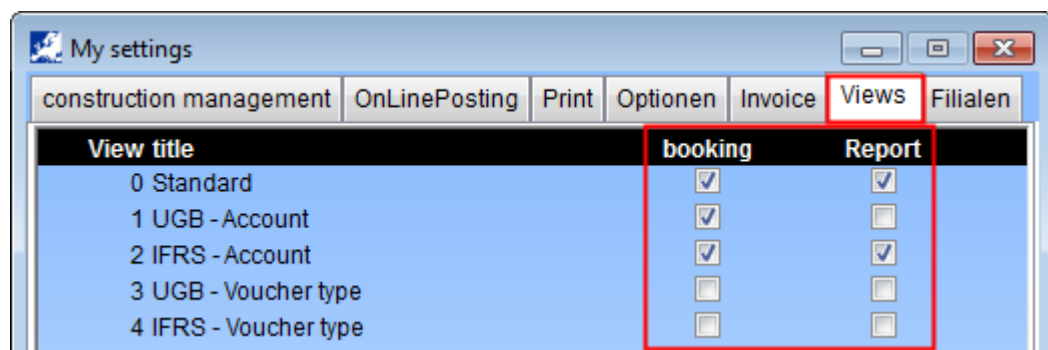 My settings
construction management OnLinePosting Print Optionen Invoice Views Filialen
View title booking Report
0 Standard
1 UGB - Account
2 IFRS - Account
3 UGB - Voucher type
4 IFRS - Voucher type